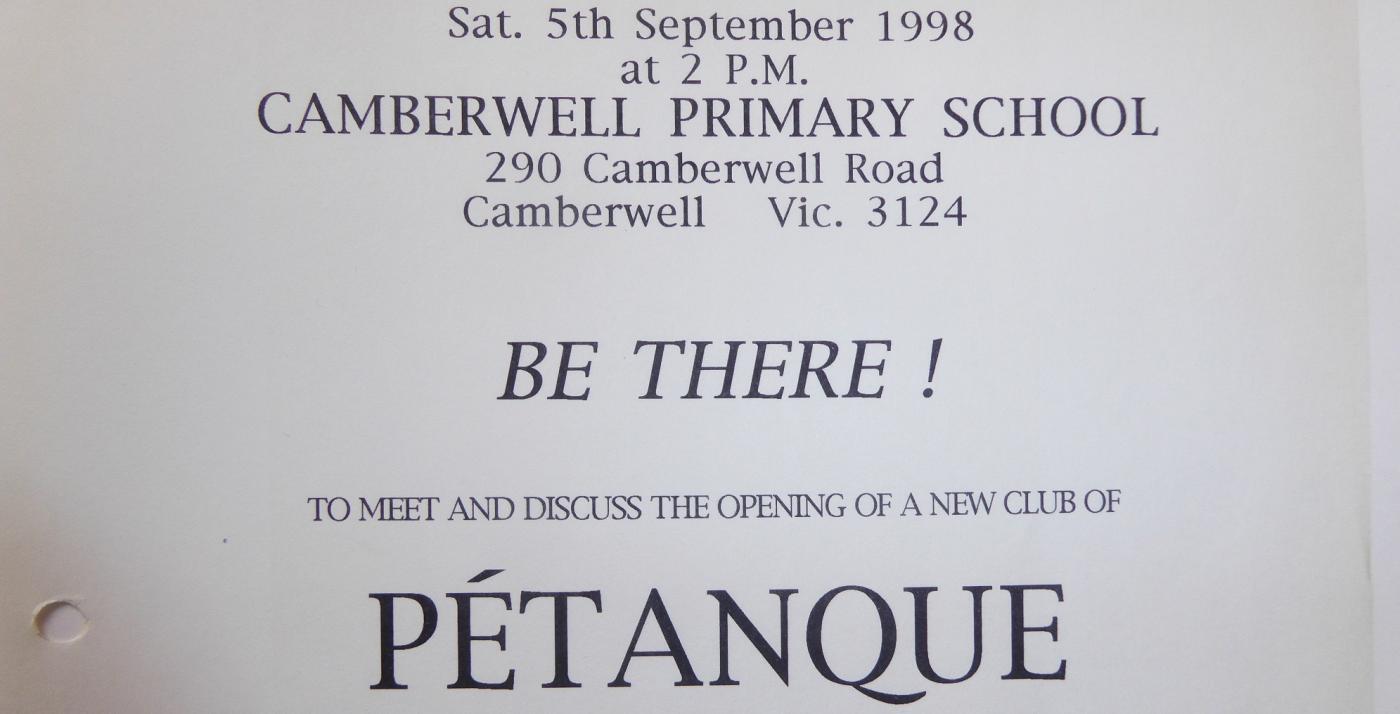 Sat. 5th September 1998
at 2 P.M.
CAMBERWELL PRIMARY SCHOOL
290 Camberwell Road
Camberwell Vic. 3124
BE THERE !
TO MEET AND DISCUSS THE OPENING OF A NEW CLUB OF
PÉTANQUE